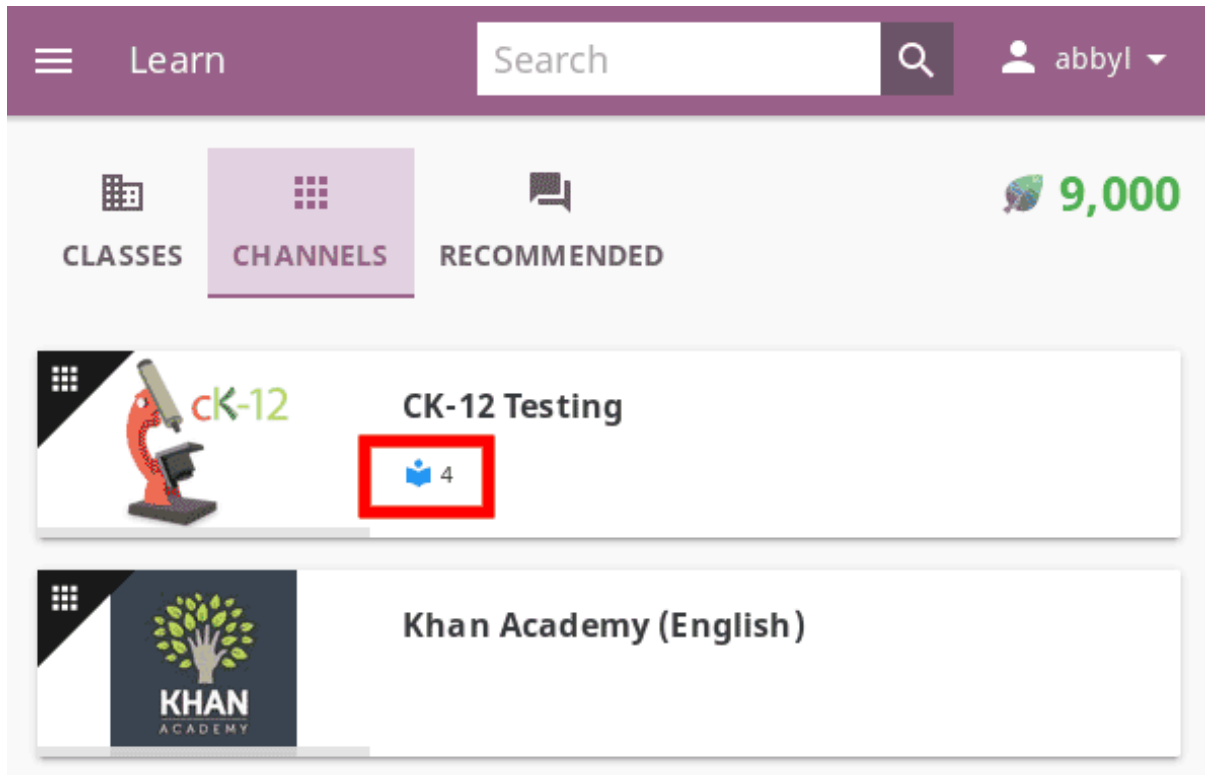 Learn
Search
abbyl
CLASSES
CHANNELS
RECOMMENDED
9,000
cK-12
CK-12 Testing
4
KHAN
ACADEMY
Khan Academy (English)